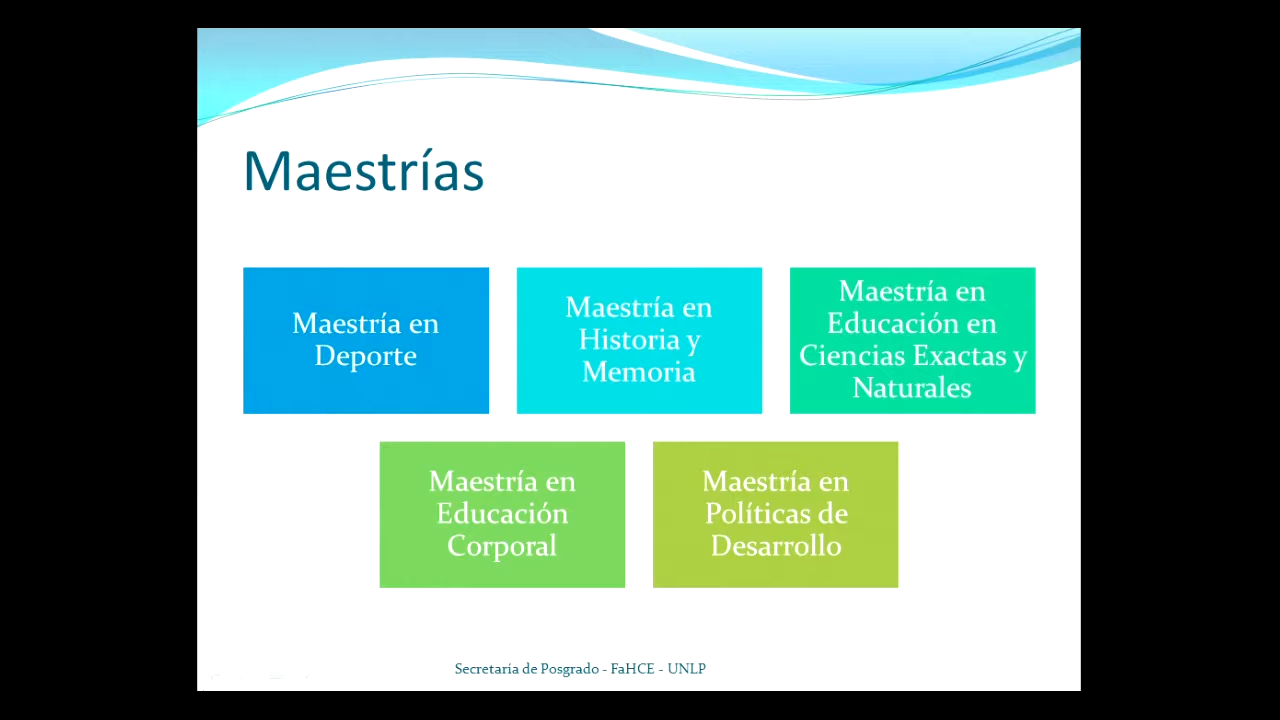 Maestrías
Maestría en
Deporte
Maestría en
Historia y
Memoria
Maestría en
Educación en
Ciencias Exactas y
Naturales
Maestría en
Educación
Corporal
Maestría en
Políticas de
Desarrollo
Secretaría de Posgrado - FaHCE - UNLP